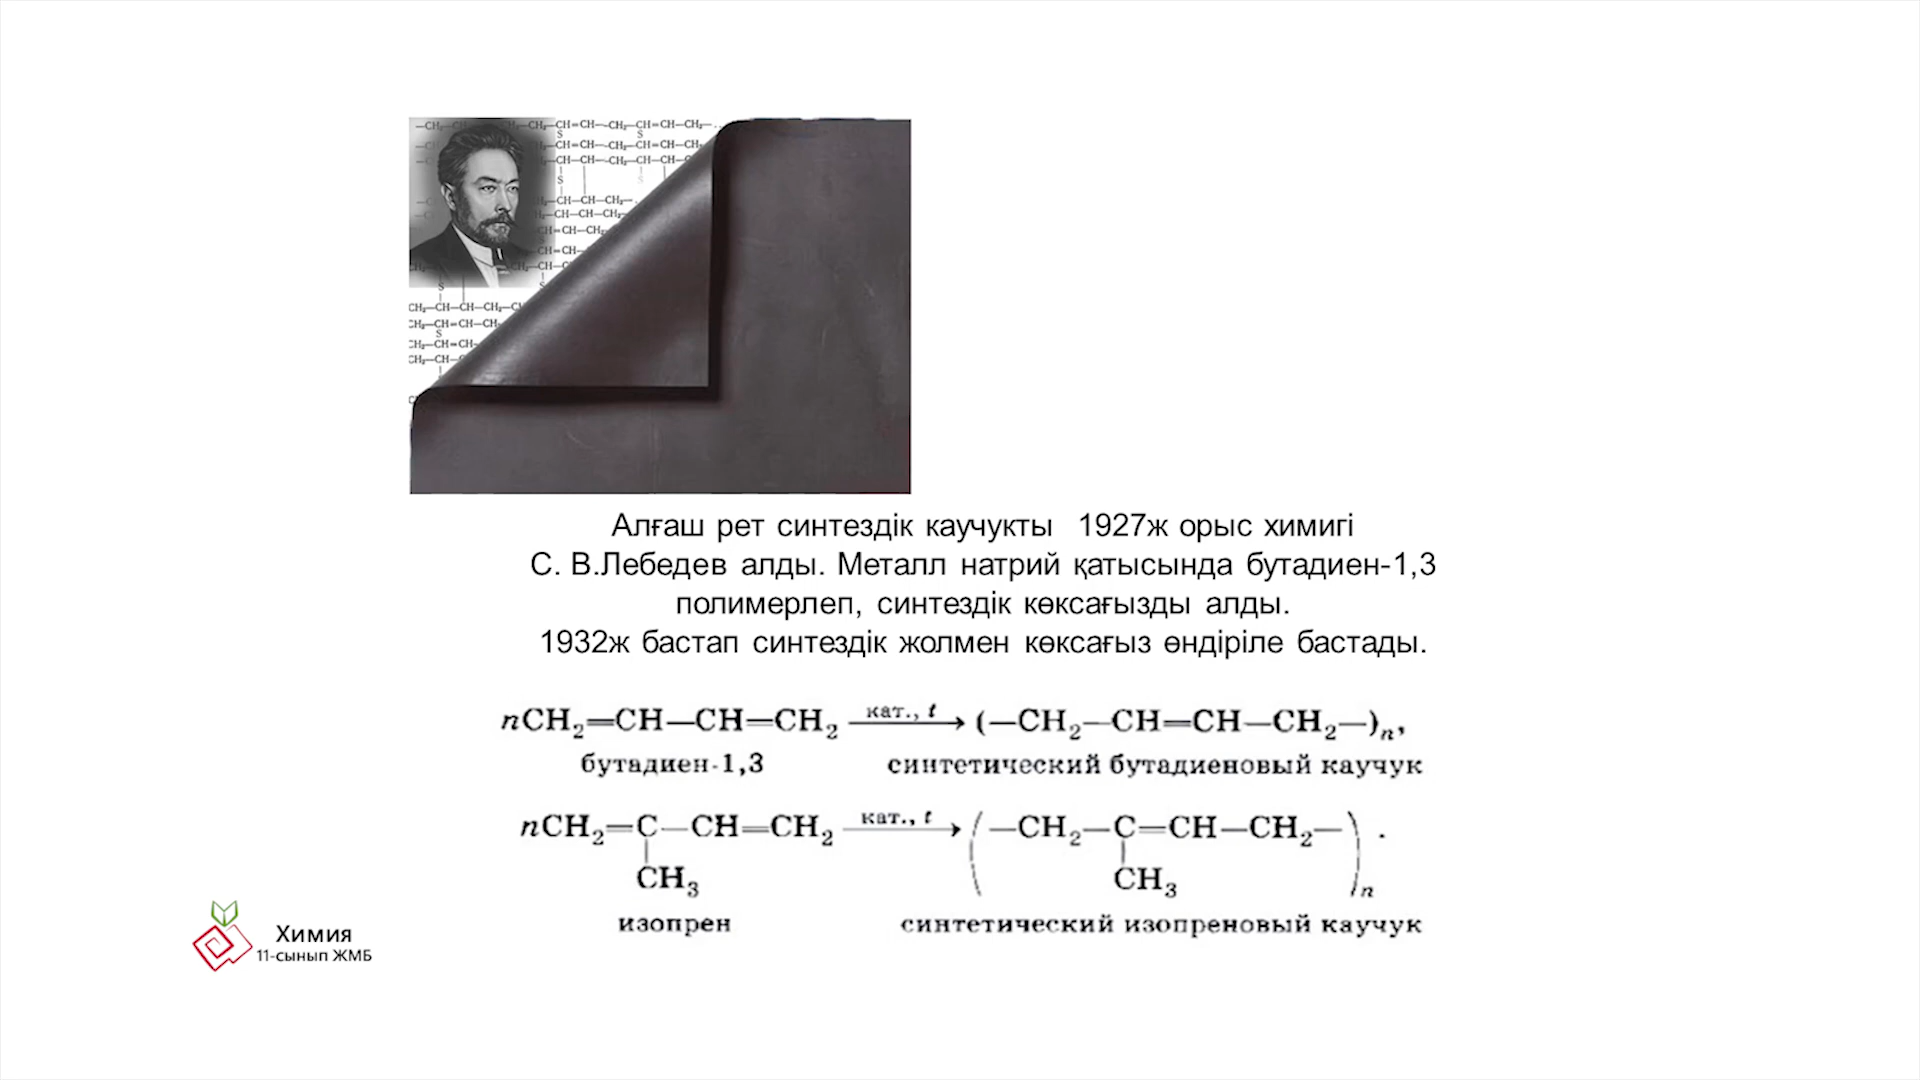 Алғаш рет синтездік каучукты 1927ж орыс химигі
С. В.Лебедев алды. Металл натрий қатысында бутадиен-1,3
полимерлеп, синтездік көксағызды алды.
1932ж бастап синтездік жолмен көксағыз өндіріле бастады.
nCH₂=CH—CH=CH₂ кат., t → (—CH₂—CH=CH—CH₂—)ₙ,
бутадиен-1,3 синтетический бутадиеновый каучук
nCH₂=C—CH=CH₂ кат., t → (—CH₂—C=CH—CH₂—)ₙ .
CH₃ CH₃
изопрен синтетический изопреновый каучук
Химия
11-сынып ЖМБ